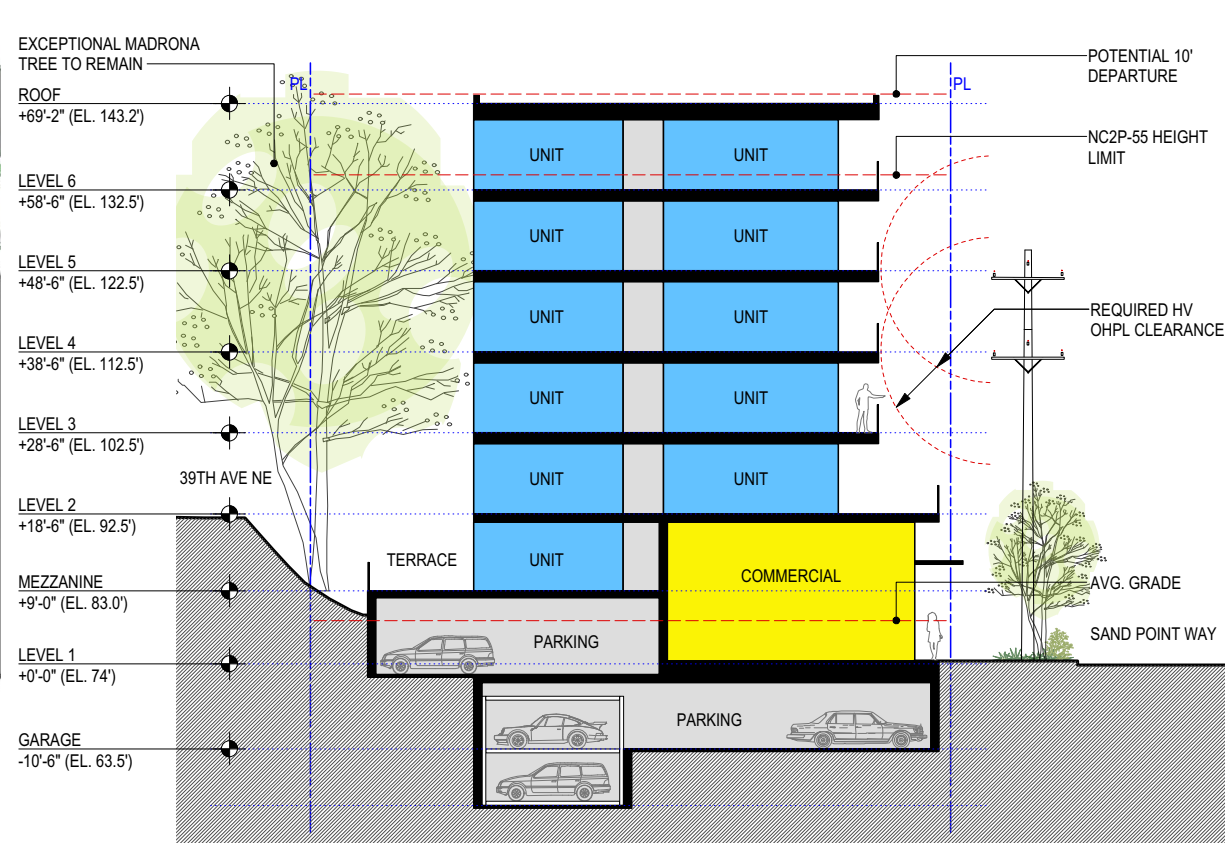 EXCEPTIONAL MADRONA
TREE TO REMAIN
PL
PL
POTENTIAL 10'
DEPARTURE
ROOF
+69'-2" (EL. 143.2')
NC2P-55 HEIGHT
LIMIT
UNIT
UNIT
LEVEL 6
+58'-6" (EL. 132.5')
UNIT
UNIT
LEVEL 5
+48'-6" (EL. 122.5')
REQUIRED HV
OHPL CLEARANCE
UNIT
UNIT
LEVEL 4
+38'-6" (EL. 112.5')
UNIT
UNIT
LEVEL 3
+28'-6" (EL. 102.5')
39TH AVE NE
UNIT
UNIT
LEVEL 2
+18'-6" (EL. 92.5')
TERRACE
UNIT
COMMERCIAL
MEZZANINE
+9'-0" (EL. 83.0')
AVG. GRADE
PARKING
SAND POINT WAY
LEVEL 1
+0'-0" (EL. 74')
PARKING
GARAGE
-10'-6" (EL. 63.5')